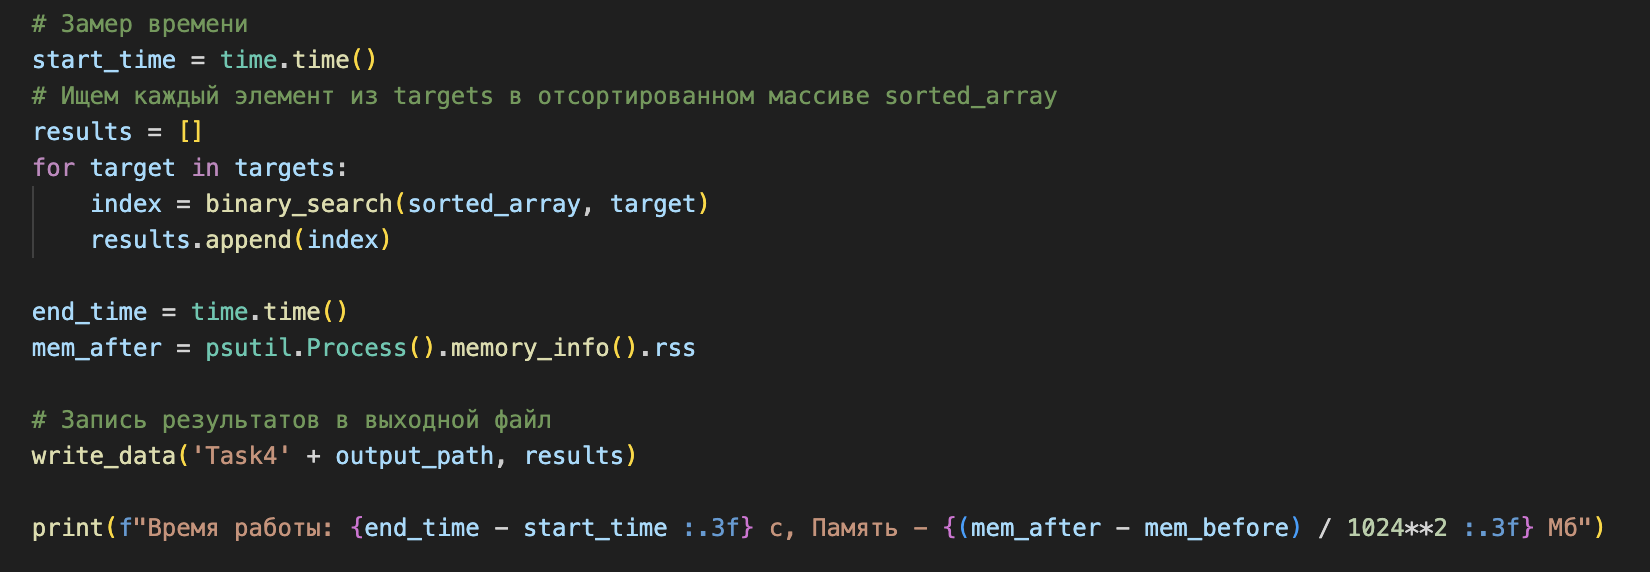 # Замер времени
start_time = time.time()
# Ищем каждый элемент из targets в отсортированном массиве sorted_array
results = []
for target in targets:
    index = binary_search(sorted_array, target)
    results.append(index)
end_time = time.time()
mem_after = psutil.Process().memory_info().rss
# Запись результатов в выходной файл
write_data('Task4' + output_path, results)
print(f"Время работы: {end_time - start_time :.3f} с, Память - {(mem_after - mem_before) / 1024**2 :.3f} Мб")